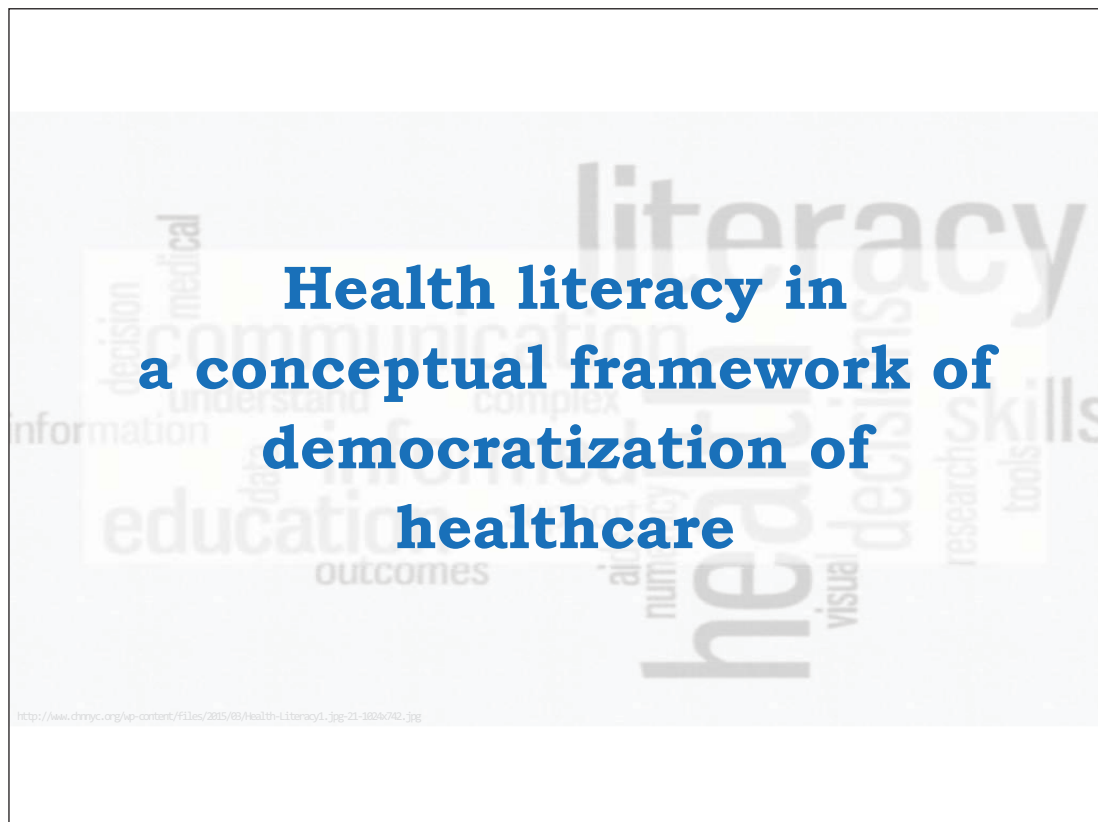 Health literacy in
a conceptual framework of
democratization of
healthcare
literacy
medical
decision
communication
understand
complex
information
informed
data
education
outcomes
health
decisions
skills
research
tools
visual
http://www.chnnyc.org/wp-content/files/2015/03/Health-Literacy1.jpg-21-1024x742.jpg